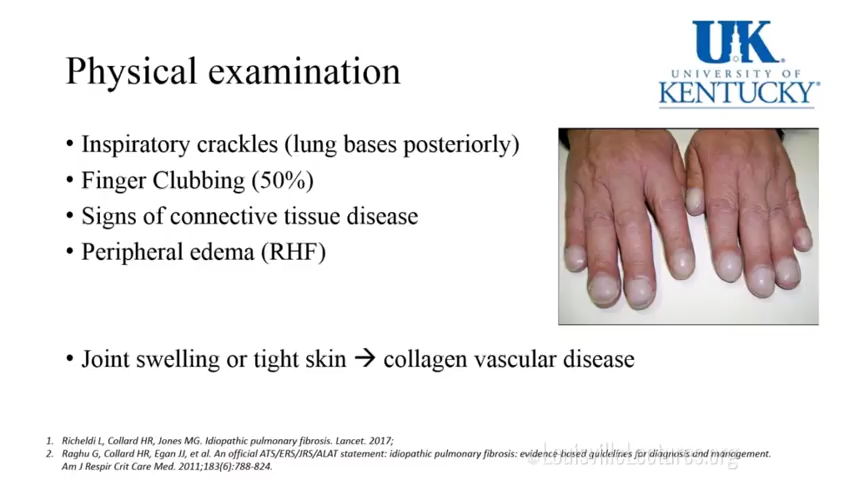 Physical examination
UK
UNIVERSITY OF
KENTUCKY
• Inspiratory crackles (lung bases posteriorly)
• Finger Clubbing (50%)
• Signs of connective tissue disease
• Peripheral edema (RHF)
• Joint swelling or tight skin → collagen vascular disease
1. Richeldi L, Collard HR, Jones MG. Idiopathic pulmonary fibrosis. Lancet. 2017;
2. Raghu G, Collard HR, Egan JJ, et al. An official ATS/ERS/JRS/ALAT statement: idiopathic pulmonary fibrosis: evidence-based guidelines for diagnosis and management.
Am J Respir Crit Care Med. 2011;183(6):788-824.
© LouisvilleLectures.org